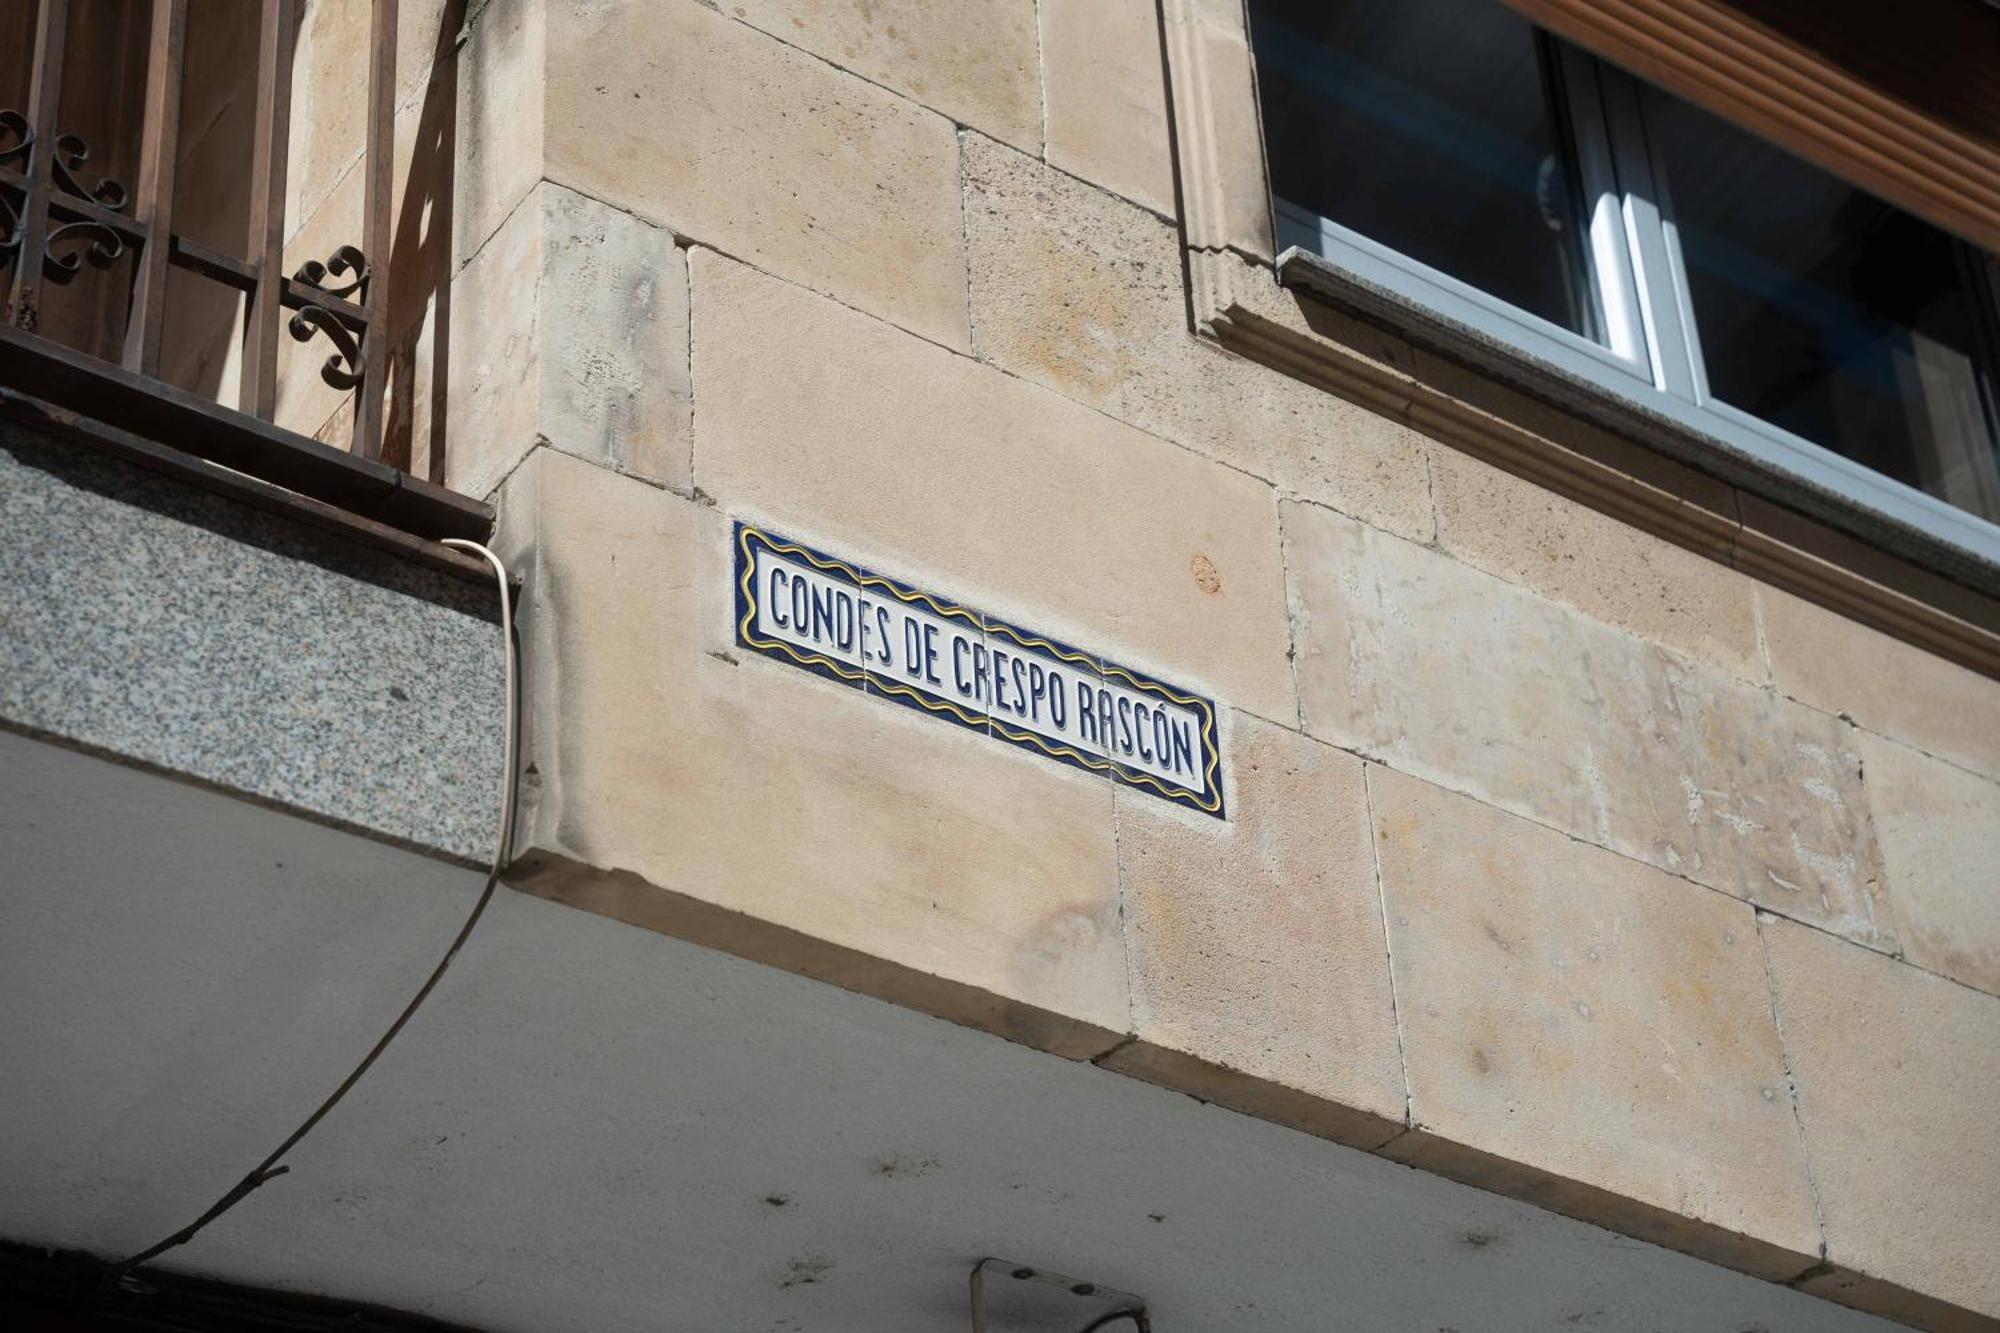 CONDES DE CRESPO RASCÓN